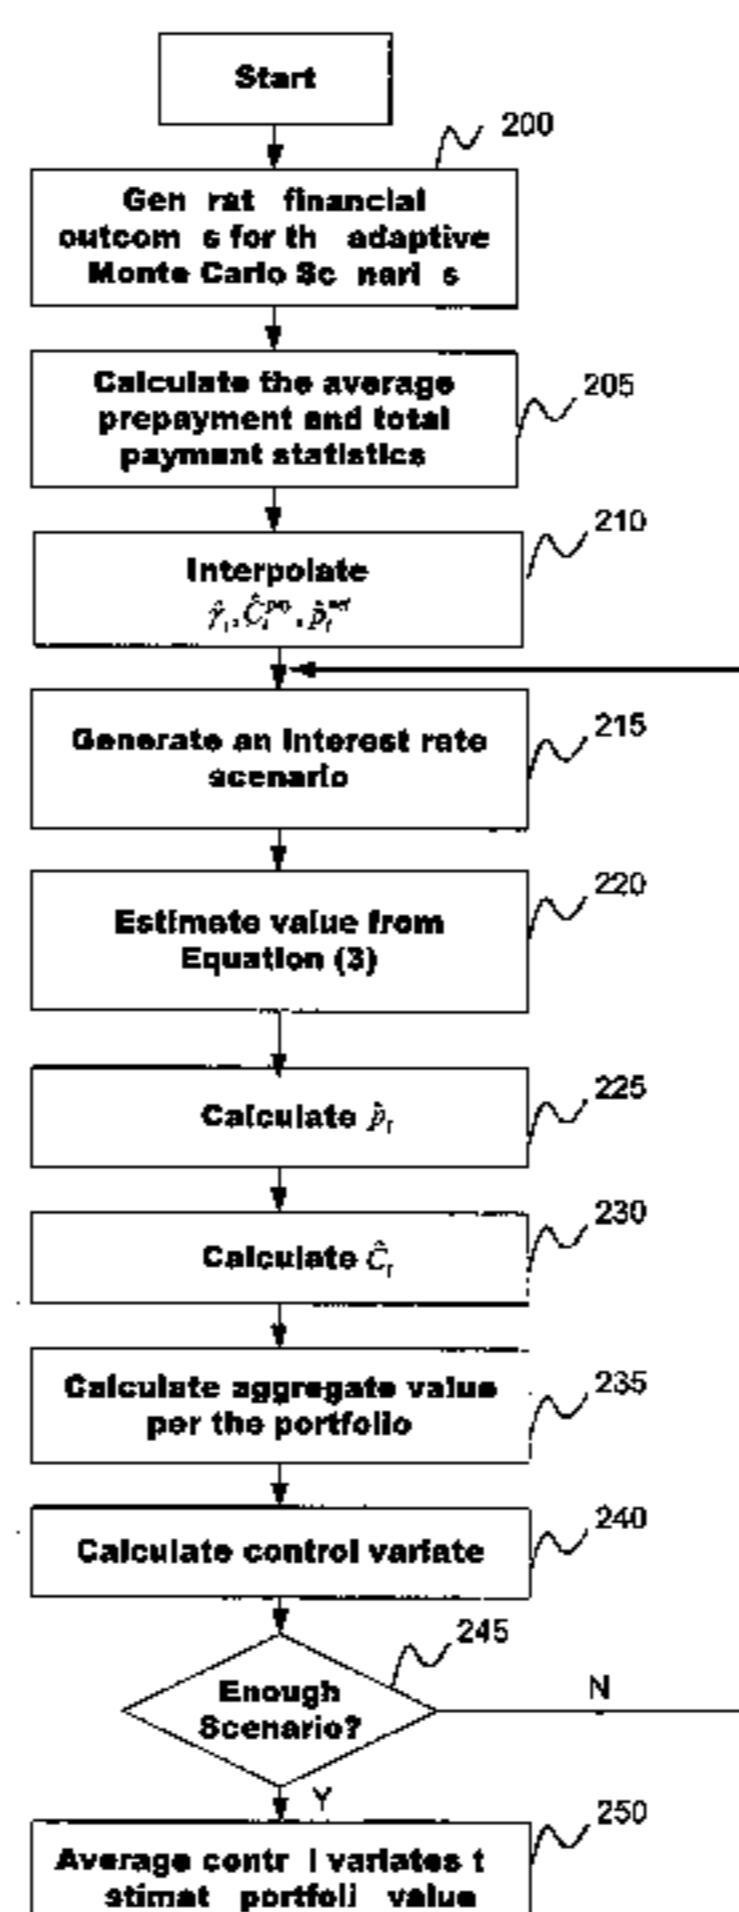 Start
200
Gen rat financial
outcom s for th adaptive
Monte Carlo Sc nari s
Calculate the average
prepayment and total
payment statistics
205
210
Interpolate
215
Generate an interest rate
scenario
220
Estimate value from
Equation (3)
225
Calculate p̂ₜ
230
Calculate Ĉₜ
235
Calculate aggregate value
per the portfolio
240
Calculate control variate
245
Enough
Scenario?
N
Y
250
Average contr l variates t
stimat portfoli value